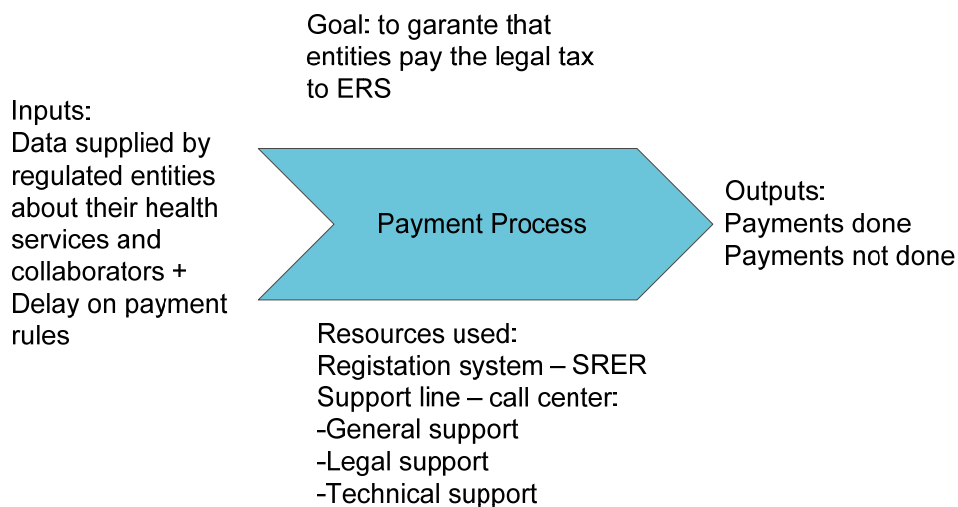 Goal: to garante that
entities pay the legal tax
to ERS
Inputs:
Data supplied by
regulated entities
about their health
services and
collaborators +
Delay on payment
rules
Payment Process
Outputs:
Payments done
Payments not done
Resources used:
Registation system – SRER
Support line – call center:
-General support
-Legal support
-Technical support